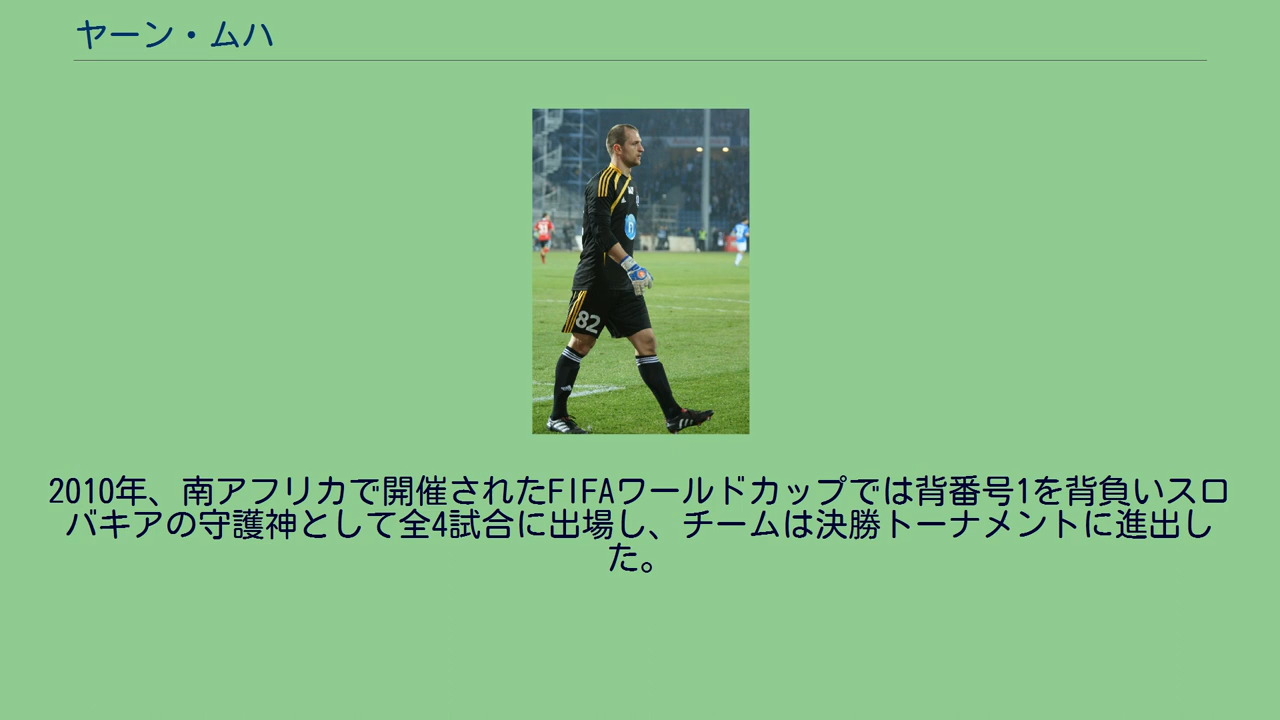 ヤーン・ムハ
82
2010年、南アフリカで開催されたFIFAワールドカップでは背番号1を背負いスロ
バキアの守護神として全4試合に出場し、チームは決勝トーナメントに進出し
た。